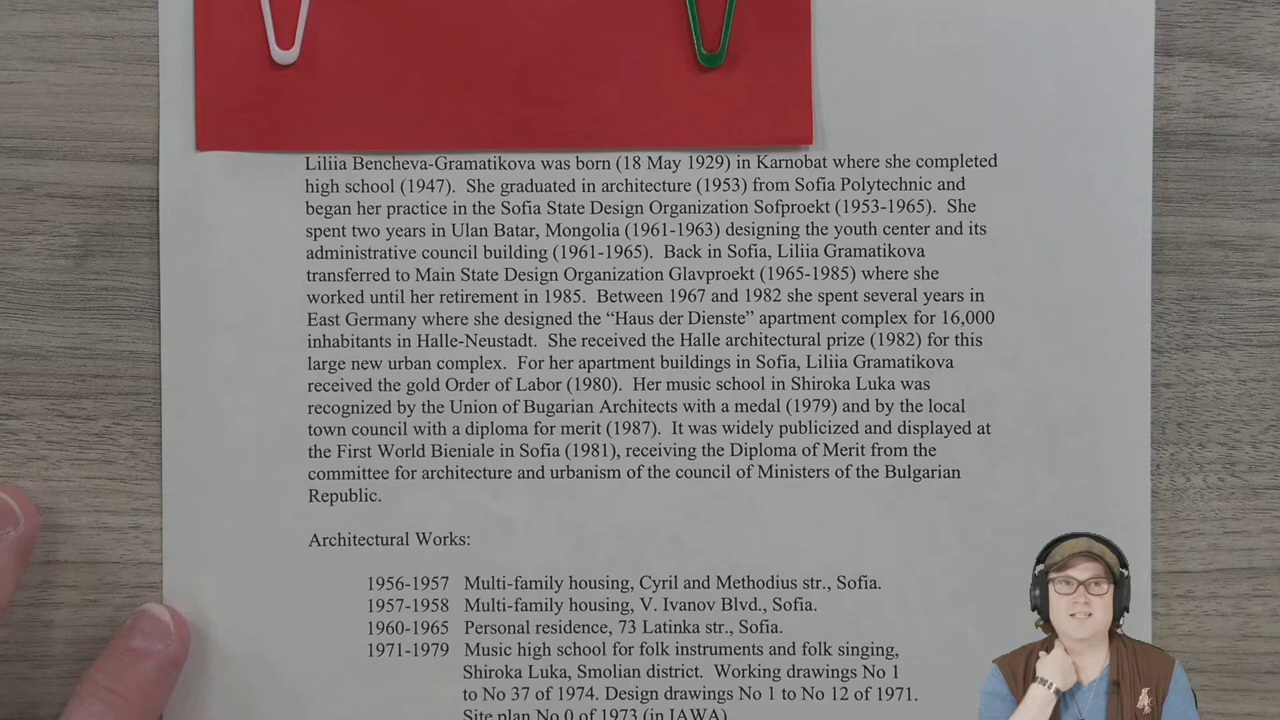 Liliia Bencheva-Gramatikova was born (18 May 1929) in Karnobat where she completed
high school (1947).  She graduated in architecture (1953) from Sofia Polytechnic and
began her practice in the Sofia State Design Organization Sofproekt (1953-1965).  She
spent two years in Ulan Batar, Mongolia (1961-1963) designing the youth center and its
administrative council building (1961-1965).  Back in Sofia, Liliia Gramatikova
transferred to Main State Design Organization Glavproekt (1965-1985) where she
worked until her retirement in 1985.  Between 1967 and 1982 she spent several years in
East Germany where she designed the “Haus der Dienste” apartment complex for 16,000
inhabitants in Halle-Neustadt.  She received the Halle architectural prize (1982) for this
large new urban complex.  For her apartment buildings in Sofia, Liliia Gramatikova
received the gold Order of Labor (1980).  Her music school in Shiroka Luka was
recognized by the Union of Bugarian Architects with a medal (1979) and by the local
town council with a diploma for merit (1987).  It was widely publicized and displayed at
the First World Bieniale in Sofia (1981), receiving the Diploma of Merit from the
committee for architecture and urbanism of the council of Ministers of the Bulgarian
Republic.
Architectural Works:
1956-1957 Multi-family housing, Cyril and Methodius str., Sofia.
1957-1958 Multi-family housing, V. Ivanov Blvd., Sofia.
1960-1965 Personal residence, 73 Latinka str., Sofia.
1971-1979 Music high school for folk instruments and folk singing,
Shiroka Luka, Smolian district.  Working drawings No 1
to No 37 of 1974. Design drawings No 1 to No 12 of 1971.
Site plan No 0 of 1973 (in IAWA)